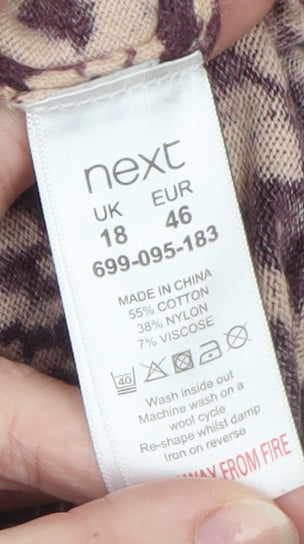 next
UK EUR
18 46
699-095-183
MADE IN CHINA
55% COTTON
38% NYLON
7% VISCOSE
40
Wash inside out
Machine wash on a
wool cycle
Re-shape whilst damp
Iron on reverse
AWAY FROM FIRE